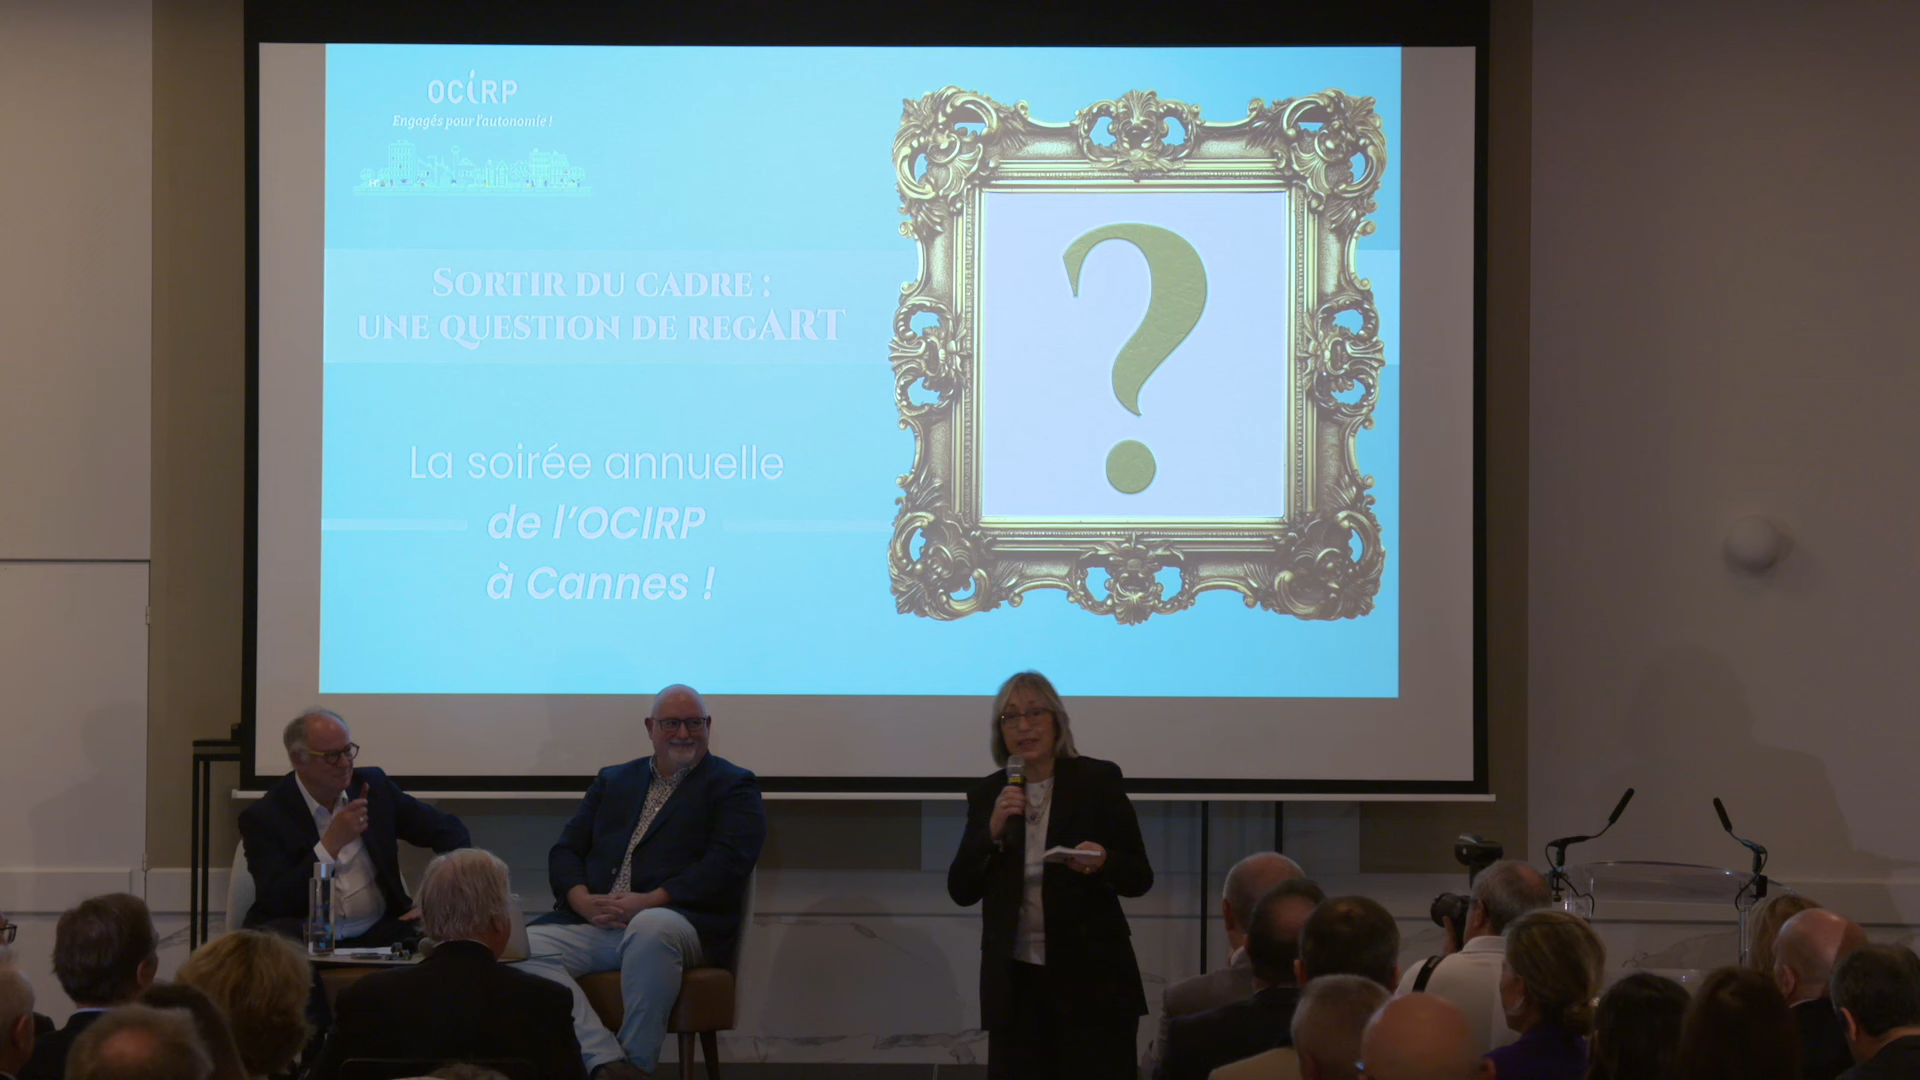 OCIRP
Engagés pour l'autonomie !
SORTIR DU CADRE :
UNE QUESTION DE REGART
La soirée annuelle
de l'OCIRP
à Cannes !
?